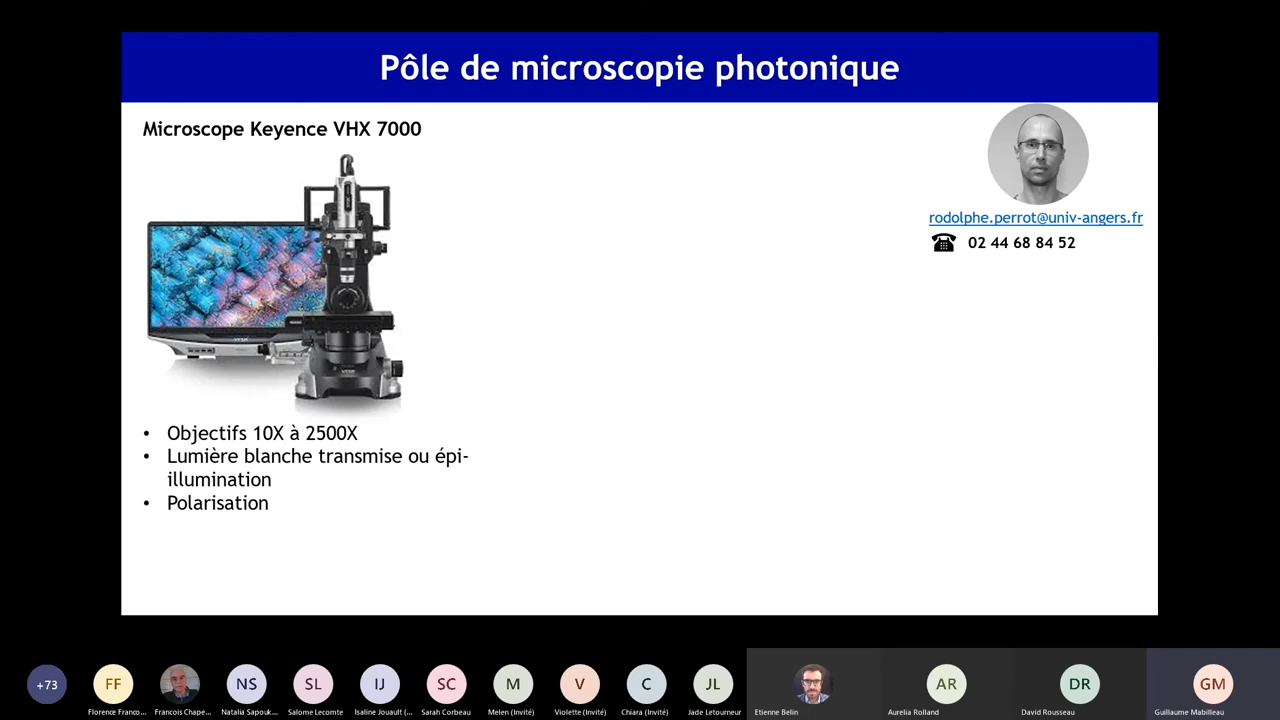 Pôle de microscopie photonique
Microscope Keyence VHX 7000
rodolphe.perrot@univ-angers.fr
02 44 68 84 52
• Objectifs 10X à 2500X
• Lumière blanche transmise ou épi-
illumination
• Polarisation
+73
FF
NS
SL
IJ
SC
M
V
C
JL
AR
DR
GM
Florence Franco...
Francois Chape...
Natalia Sapouk...
Salome Lecomte
Isaline Jouault (...
Sarah Corbeau
Melen (Invité)
Violette (Invité)
Chiara (Invité)
Jade Letourneur
Etienne Belin
Aurelia Rolland
David Rousseau
Guillaume Mabilleau